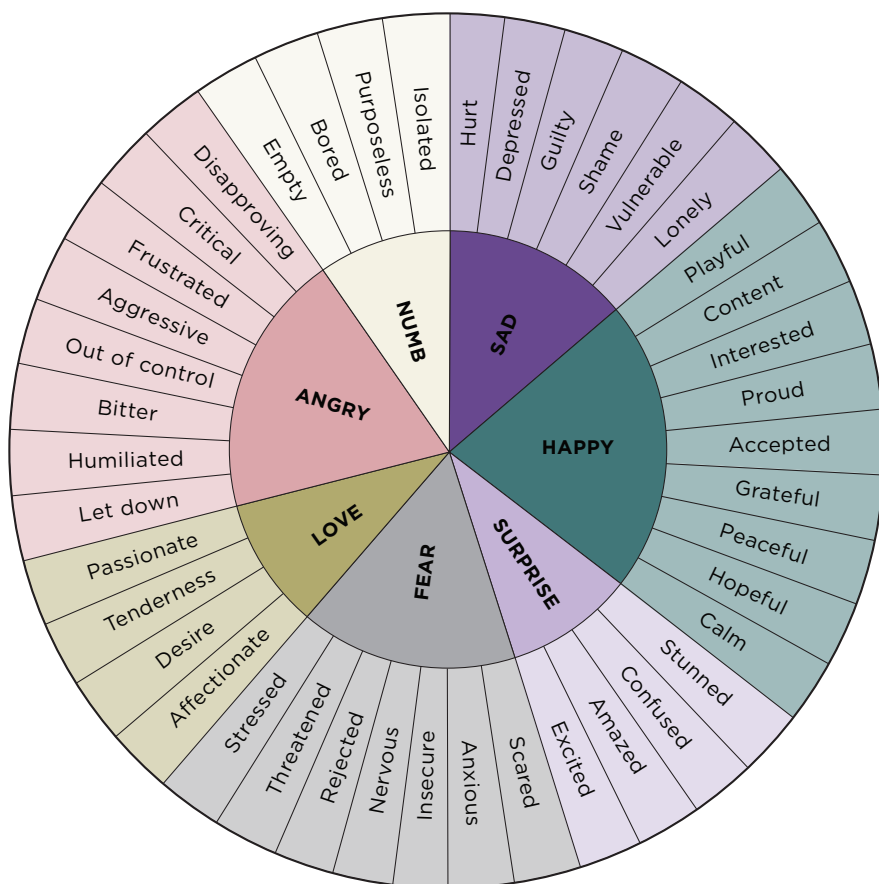 SAD
Hurt
Depressed
Guilty
Shame
Vulnerable
Lonely
HAPPY
Playful
Content
Interested
Proud
Accepted
Grateful
Peaceful
Hopeful
Calm
SURPRISE
Stunned
Confused
Amazed
Excited
FEAR
Scared
Anxious
Insecure
Nervous
Rejected
Threatened
Stressed
LOVE
Affectionate
Desire
Tenderness
Passionate
ANGRY
Let down
Humiliated
Bitter
Out of control
Aggressive
Frustrated
Critical
Disapproving
NUMB
Empty
Bored
Purposeless
Isolated